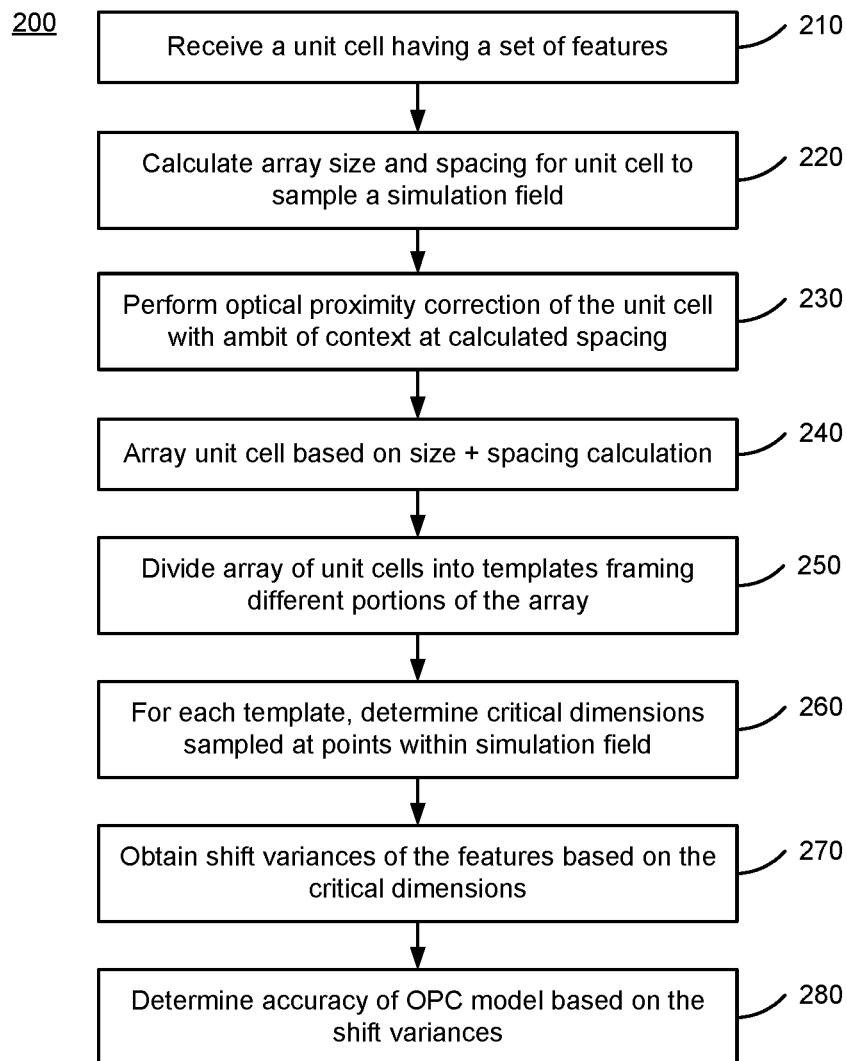 200
Receive a unit cell having a set of features
210
Calculate array size and spacing for unit cell to
sample a simulation field
220
Perform optical proximity correction of the unit cell
with ambit of context at calculated spacing
230
Array unit cell based on size + spacing calculation
240
Divide array of unit cells into templates framing
different portions of the array
250
For each template, determine critical dimensions
sampled at points within simulation field
260
Obtain shift variances of the features based on the
critical dimensions
270
Determine accuracy of OPC model based on the
shift variances
280